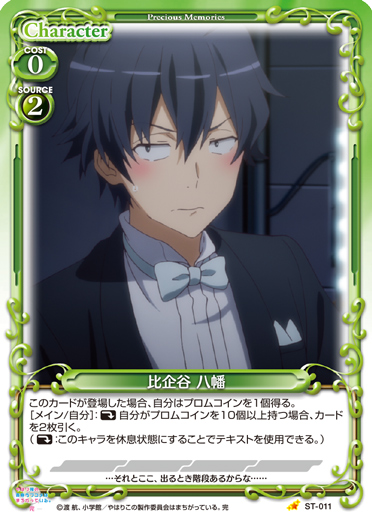 Precious Memories
Character
COST
0
SOURCE
2
比企谷 八幡
このカードが登場した場合、自分はプロムコインを1個得る。
[メイン/自分]: 自分がプロムコインを10個以上持つ場合、カード
を2枚引く。
( :このキャラを休息状態にすることでテキストを使用できる。)
…それとここ、出るとき階段あるからな……
©渡 航、小学館/やはりこの製作委員会はまちがっている。完
ST-011